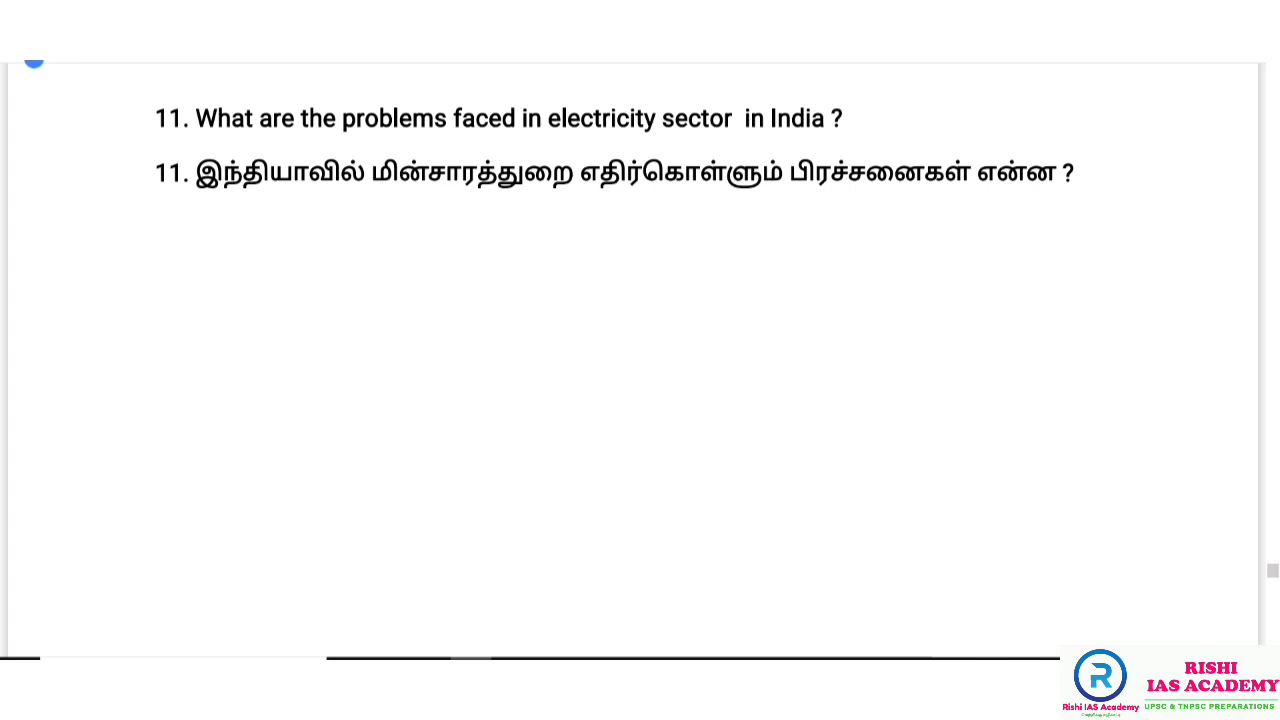 11. What are the problems faced in electricity sector  in India ?
11. இந்தியாவில் மின்சாரத்துறை எதிர்கொள்ளும் பிரச்சனைகள் என்ன ?
R
RISHI
IAS ACADEMY
Rishi IAS Academy
UPSC & TNPSC PREPARATIONS